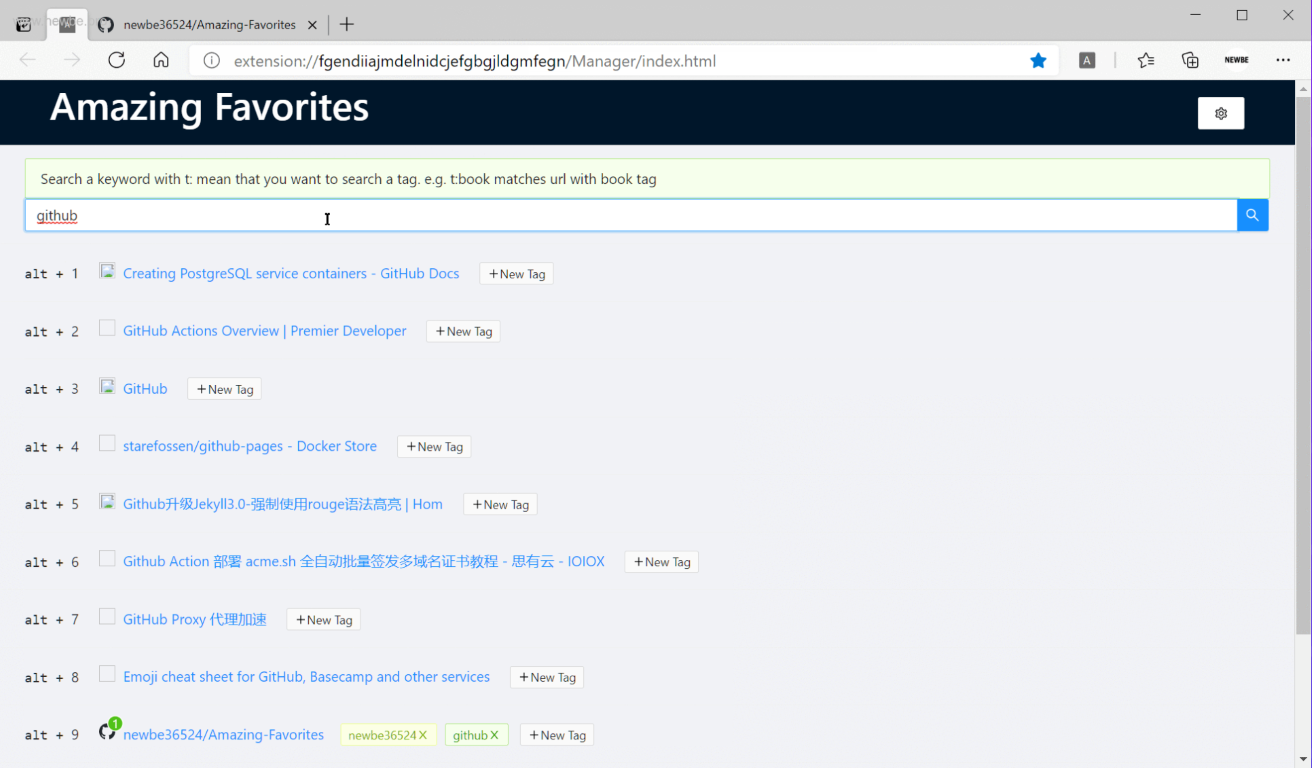 newbe36524/Amazing-Favorites
extension://fgendiiajmdelnidcjefgbgjldgmfegn/Manager/index.html
A
NEWBE
Amazing Favorites
Search a keyword with t: mean that you want to search a tag. e.g. t:book matches url with book tag
github
alt + 1 Creating PostgreSQL service containers - GitHub Docs +New Tag
alt + 2 GitHub Actions Overview | Premier Developer +New Tag
alt + 3 GitHub +New Tag
alt + 4 starefossen/github-pages - Docker Store +New Tag
alt + 5 Github升级Jekyll3.0-强制使用rouge语法高亮 | Hom +New Tag
alt + 6 Github Action 部署 acme.sh 全自动批量签发多域名证书教程 - 思有云 - IOIOX +New Tag
alt + 7 GitHub Proxy 代理加速 +New Tag
alt + 8 Emoji cheat sheet for GitHub, Basecamp and other services +New Tag
alt + 9 1 newbe36524/Amazing-Favorites newbe36524 X github X +New Tag